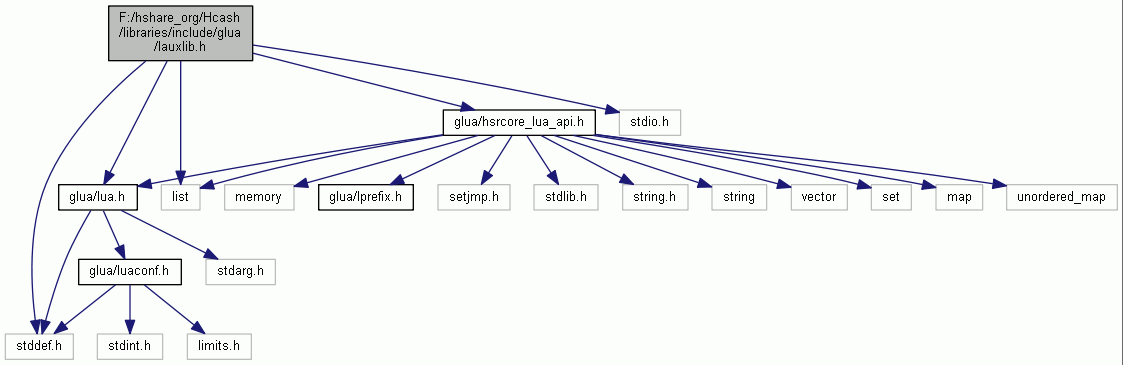 F:/hshare_org/Hcash
/libraries/include/glua
/lauxlib.h
glua/hsrcore_lua_api.h
stdio.h
glua/lua.h
list
memory
glua/lprefix.h
setjmp.h
stdlib.h
string.h
string
vector
set
map
unordered_map
glua/luaconf.h
stdarg.h
stddef.h
stdint.h
limits.h